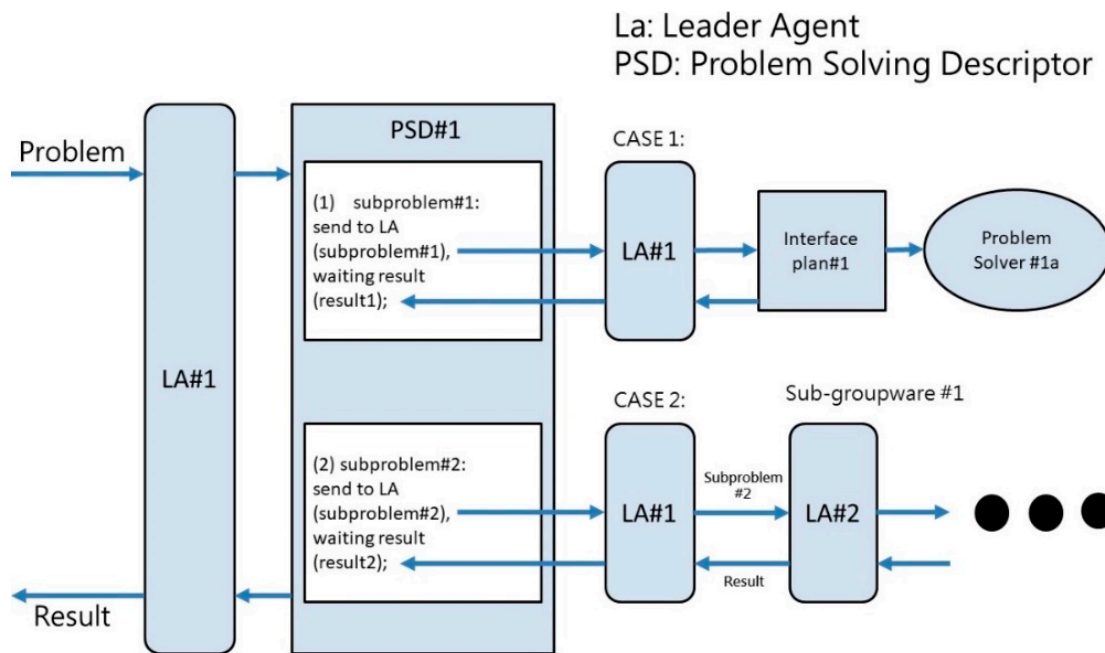 La: Leader Agent
PSD: Problem Solving Descriptor
Problem
LA#1
Result
PSD#1
(1) subproblem#1:
send to LA
(subproblem#1),
waiting result
(result1);
(2) subproblem#2:
send to LA
(subproblem#2),
waiting result
(result2);
CASE 1:
LA#1
Interface
plan#1
Problem
Solver #1a
CASE 2:
Sub-groupware #1
LA#1
Subproblem
#2
Result
LA#2